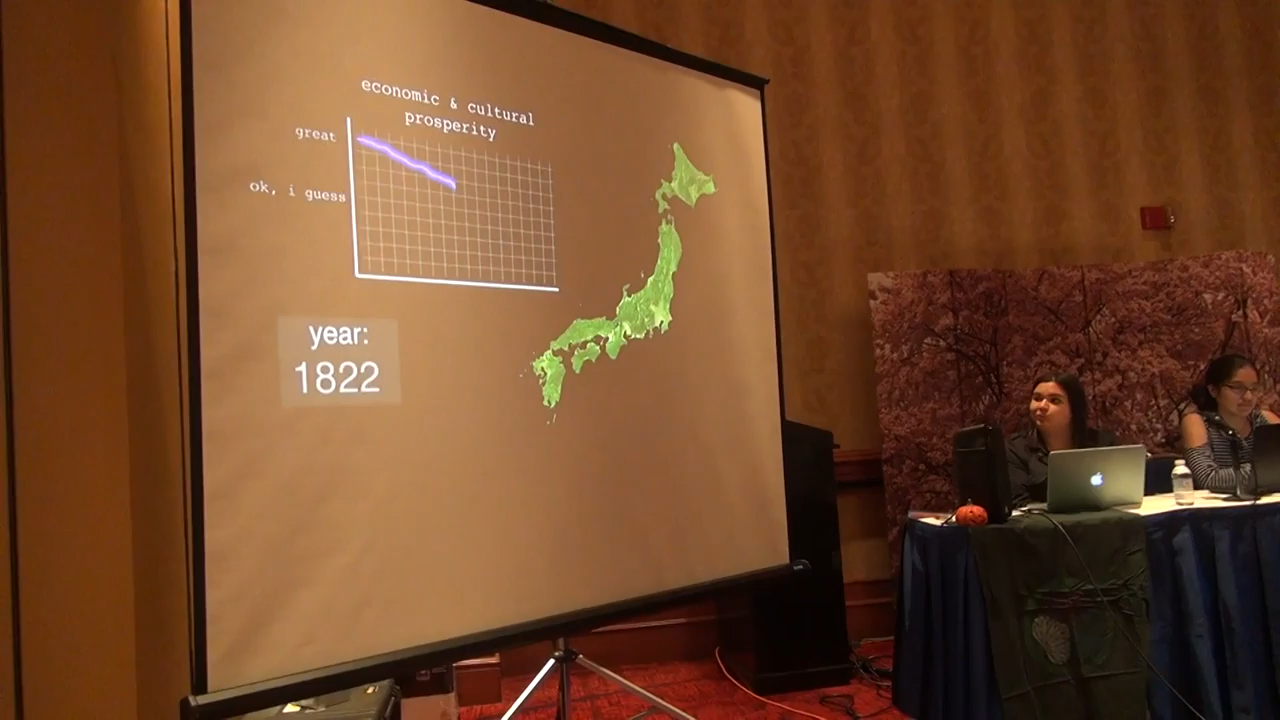 economic & cultural
prosperity
great
ok, i guess
year:
1822